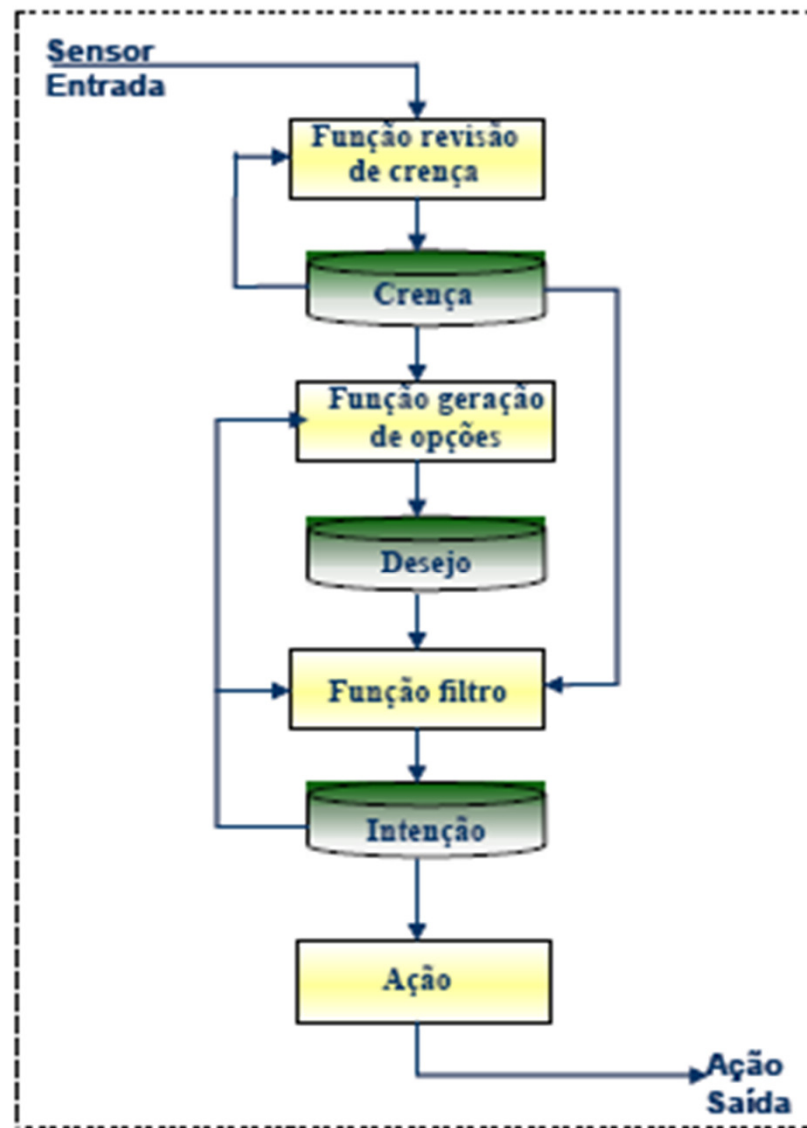 Sensor
Entrada
Função revisão
de crença
Crença
Função geração
de opções
Desejo
Função filtro
Intenção
Ação
Ação
Saída